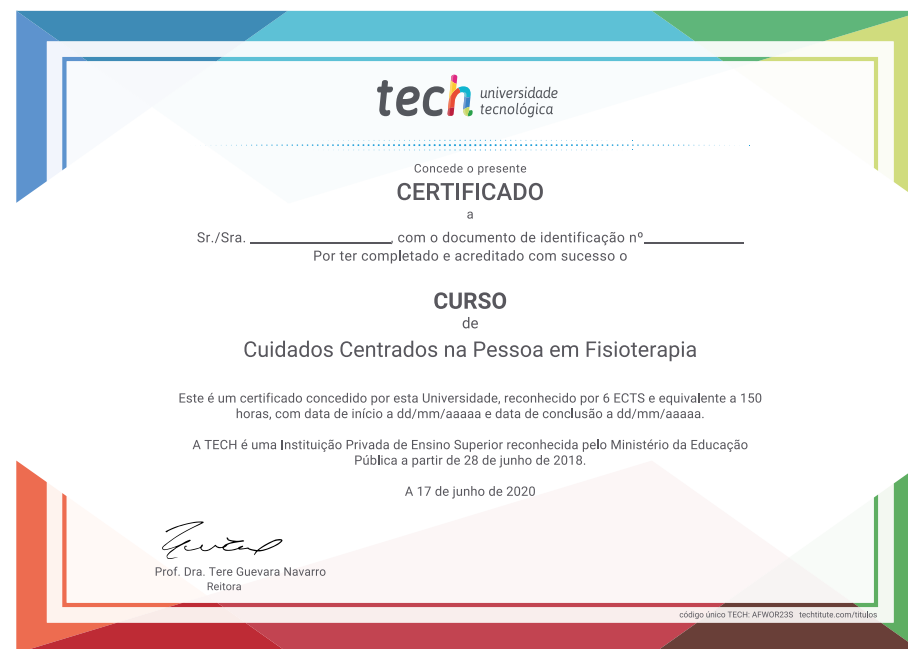 tech universidade
tecnológica
Concede o presente
CERTIFICADO
a
Sr./Sra. , com o documento de identificação nº
Por ter completado e acreditado com sucesso o
CURSO
de
Cuidados Centrados na Pessoa em Fisioterapia
Este é um certificado concedido por esta Universidade, reconhecido por 6 ECTS e equivalente a 150
horas, com data de início a dd/mm/aaaaa e data de conclusão a dd/mm/aaaaa.
A TECH é uma Instituição Privada de Ensino Superior reconhecida pelo Ministério da Educação
Pública a partir de 28 de junho de 2018.
A 17 de junho de 2020
Prof. Dra. Tere Guevara Navarro
Reitora
código único TECH: AFWOR23S techtitute.com/titulos